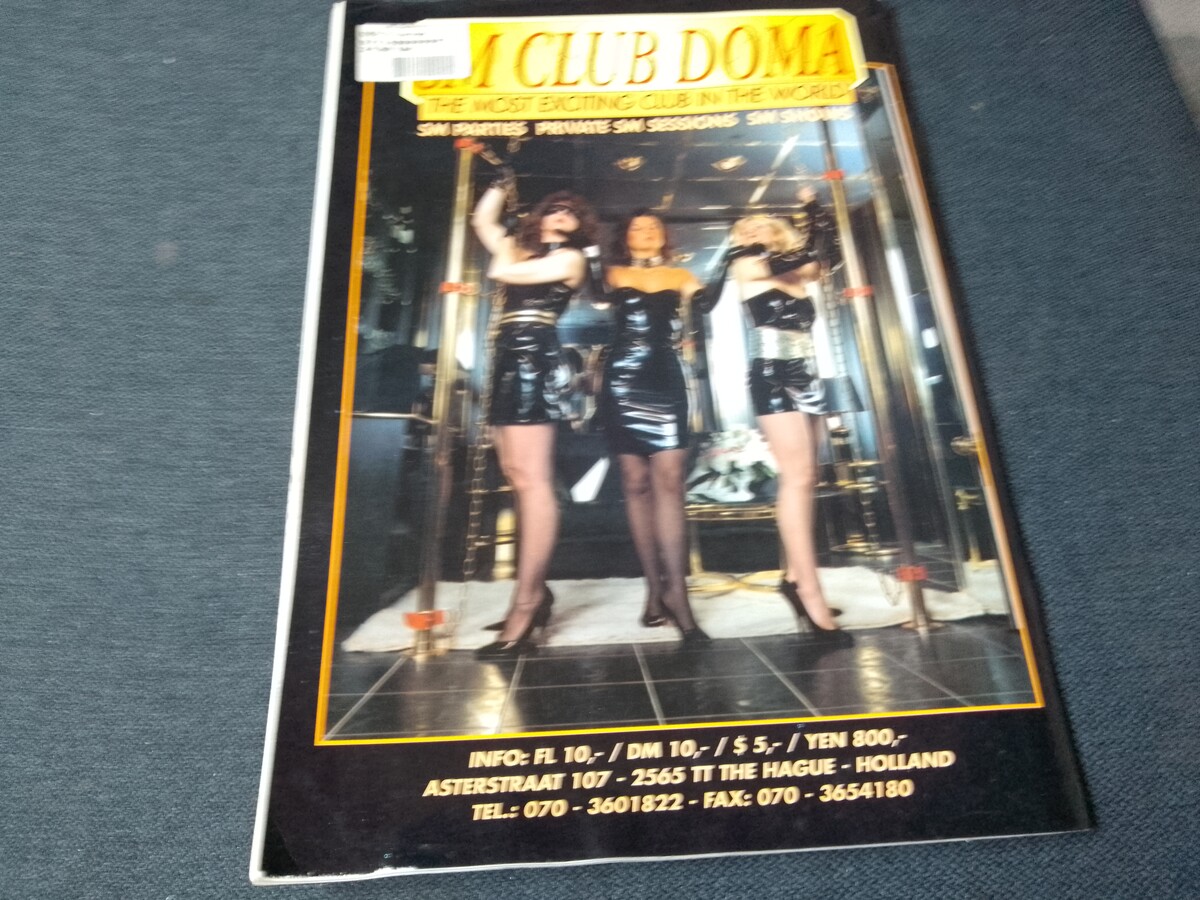 SM CLUB DOMA
THE MOST EXCITING CLUB IN THE WORLD
SM PARTIES PRIVATE SM SESSIONS SM SHOWS
INFO: FL 10,- / DM 10,- / $ 5,- / YEN 800,-
ASTERSTRAAT 107 - 2565 TT THE HAGUE - HOLLAND
TEL.: 070 - 3601822 - FAX: 070 - 3654180